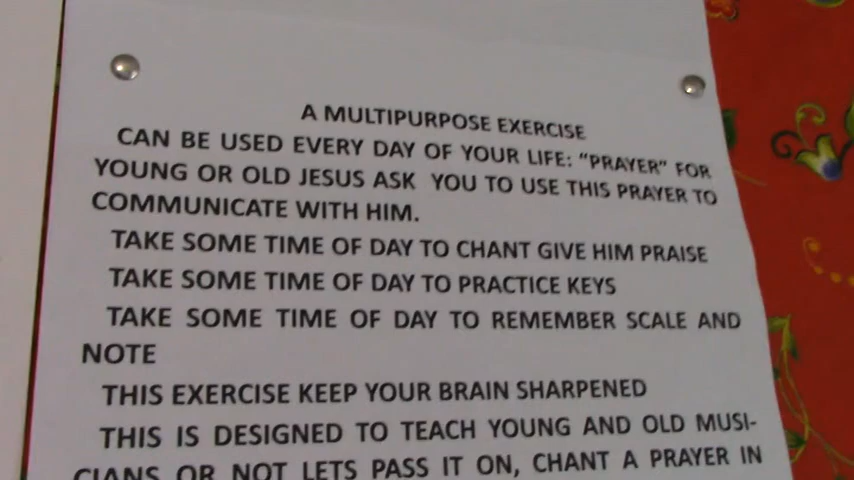 A MULTIPURPOSE EXERCISE
CAN BE USED EVERY DAY OF YOUR LIFE: “PRAYER” FOR
YOUNG OR OLD JESUS ASK YOU TO USE THIS PRAYER TO
COMMUNICATE WITH HIM.
TAKE SOME TIME OF DAY TO CHANT GIVE HIM PRAISE
TAKE SOME TIME OF DAY TO PRACTICE KEYS
TAKE SOME TIME OF DAY TO REMEMBER SCALE AND
NOTE
THIS EXERCISE KEEP YOUR BRAIN SHARPENED
THIS IS DESIGNED TO TEACH YOUNG AND OLD MUSI-
CIANS OR NOT LETS PASS IT ON, CHANT A PRAYER IN